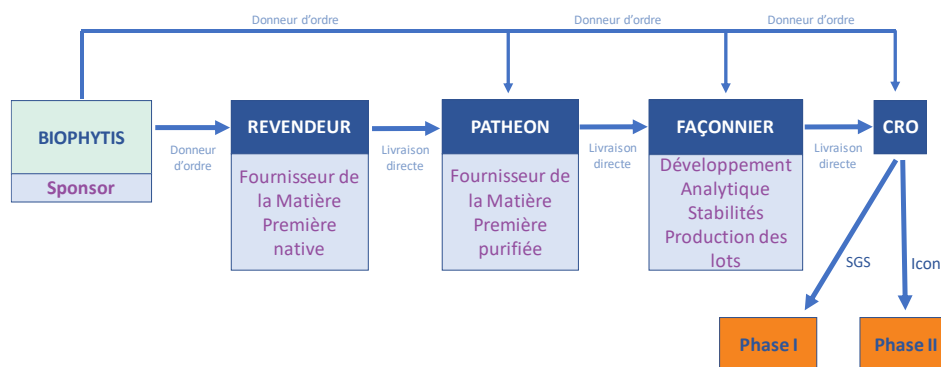 Donneur d'ordre
Donneur d'ordre
Donneur d'ordre
BIOPHYTIS
Sponsor
Donneur
d'ordre
REVENDEUR
Fournisseur de
la Matière
Première
native
Livraison
directe
PATHEON
Fournisseur de
la Matière
Première
purifiée
Livraison
directe
FAÇONNIER
Développement
Analytique
Stabilités
Production des
lots
Livraison
directe
CRO
SGS
Icon
Phase I
Phase II